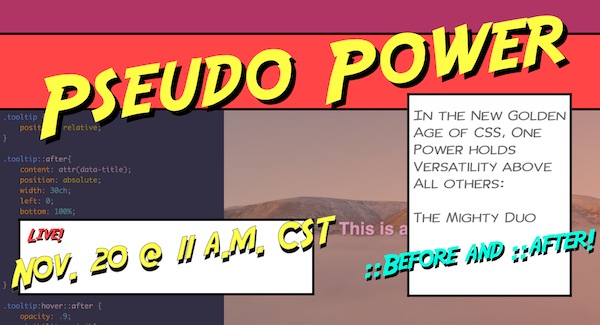 Pseudo Power
.tooltip
position: relative;
}
.tooltip::after{
content: attr(data-title);
position: absolute;
width: 30ch;
left: 0;
bottom: 100%;
In the New Golden
Age of CSS, One
Power holds
Versatility above
All others:
The Mighty Duo
::Before and ::after!
This is a
Live!
Nov. 20 @ 11 A.M. CST
}
.tooltip:hover::after {
opacity: .9;